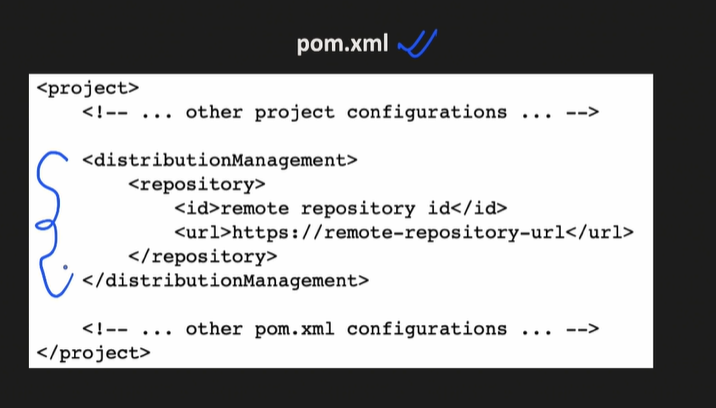 pom.xml
<project>
<!-- ... other project configurations ... -->
<distributionManagement>
<repository>
<id>remote repository id</id>
<url>https://remote-repository-url</url>
</repository>
</distributionManagement>
<!-- ... other pom.xml configurations ... -->
</project>